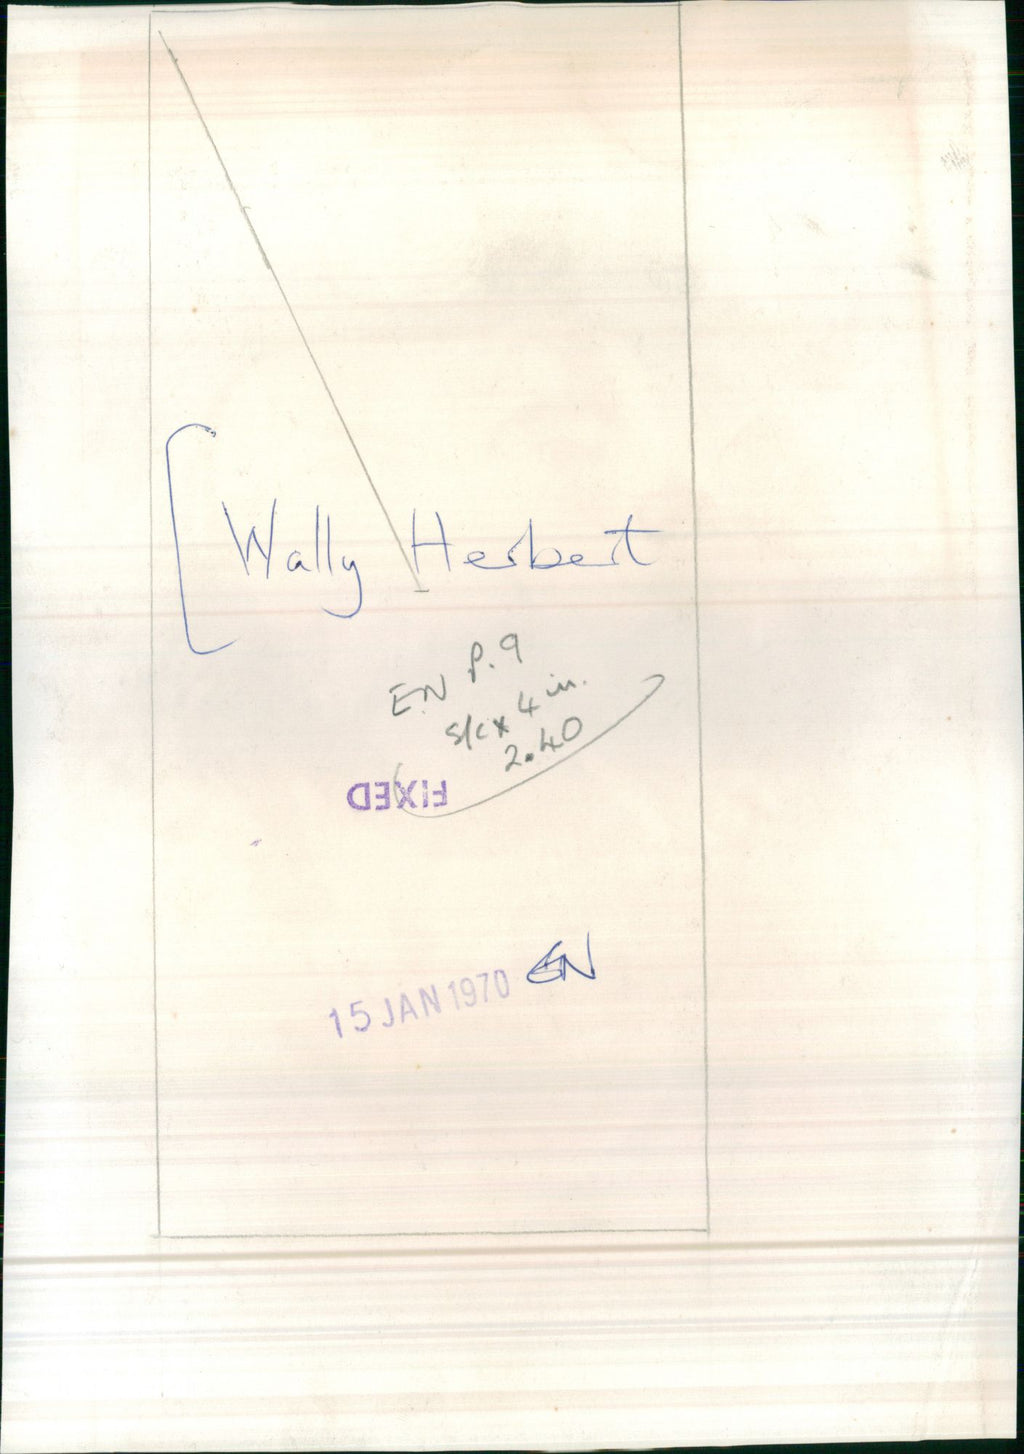 Wally Herbert
EN P.9
s/c x 4 in.
2.40
FIXED
15 JAN 1970 EN